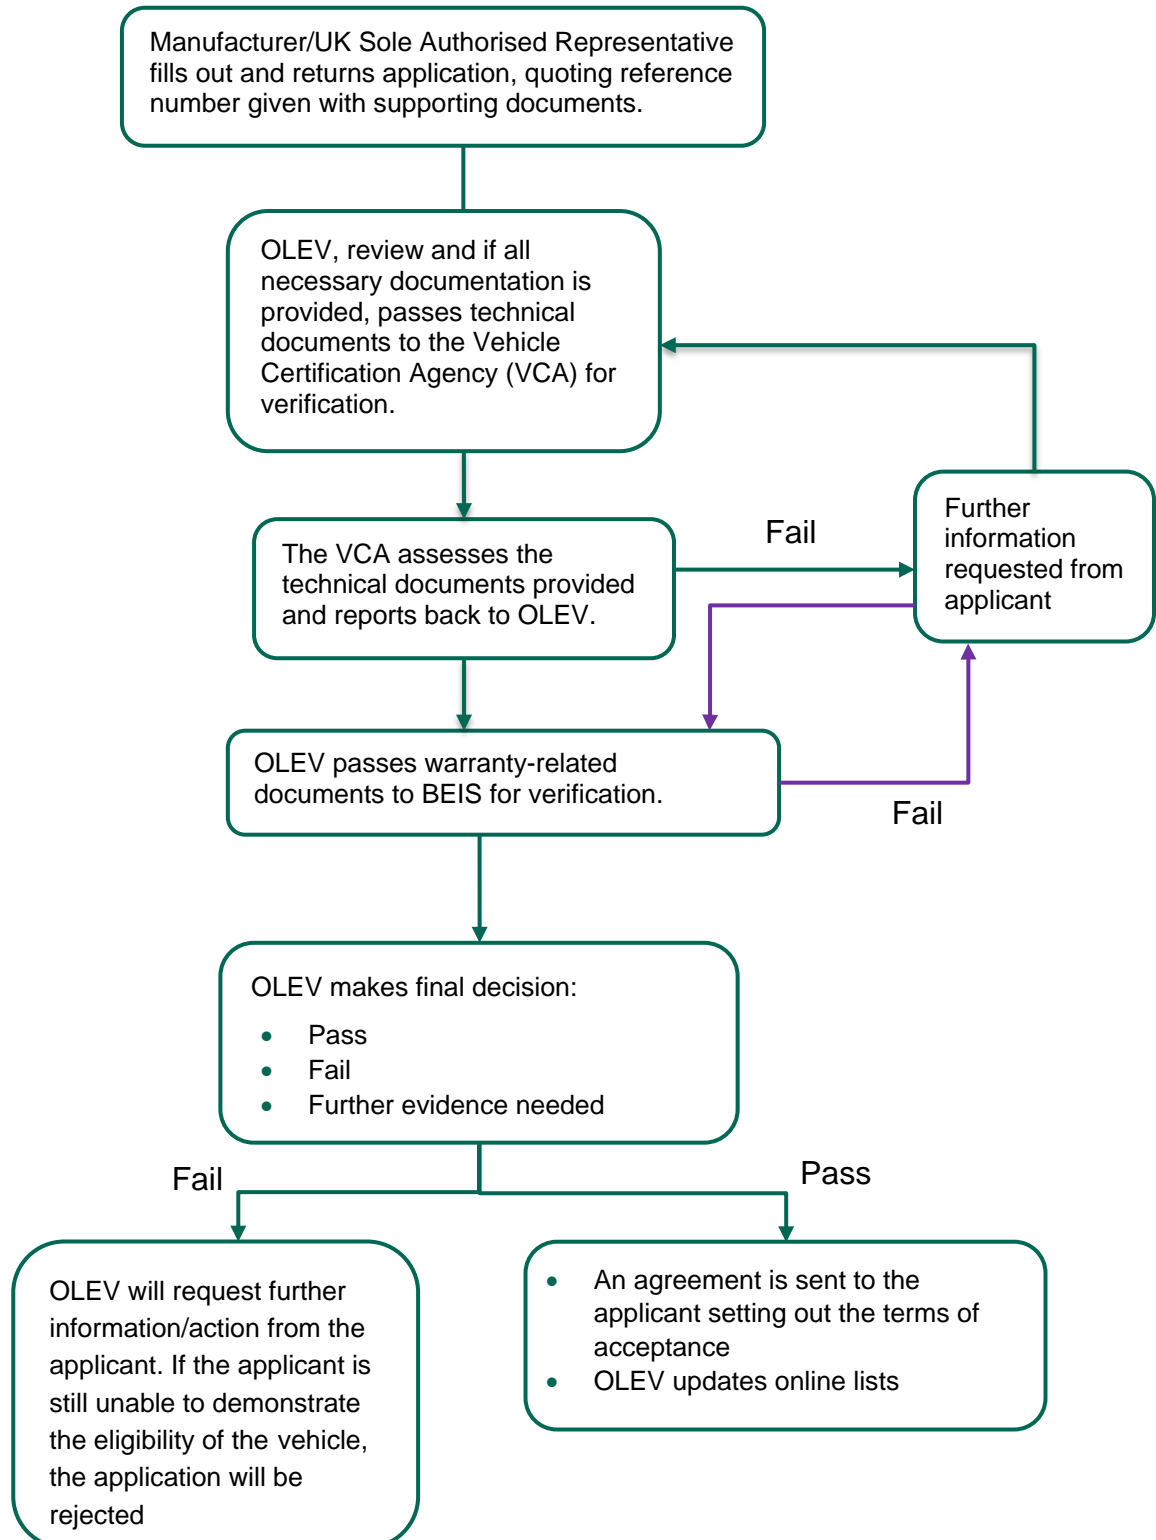 Manufacturer/UK Sole Authorised Representative
fills out and returns application, quoting reference
number given with supporting documents.
OLEV, review and if all
necessary documentation is
provided, passes technical
documents to the Vehicle
Certification Agency (VCA) for
verification.
The VCA assesses the
technical documents provided
and reports back to OLEV.
Fail
Further
information
requested from
applicant
OLEV passes warranty-related
documents to BEIS for verification.
Fail
OLEV makes final decision:
• Pass
• Fail
• Further evidence needed
Fail
Pass
OLEV will request further
information/action from the
applicant. If the applicant is
still unable to demonstrate
the eligibility of the vehicle,
the application will be
rejected
• An agreement is sent to the
applicant setting out the terms of
acceptance
• OLEV updates online lists